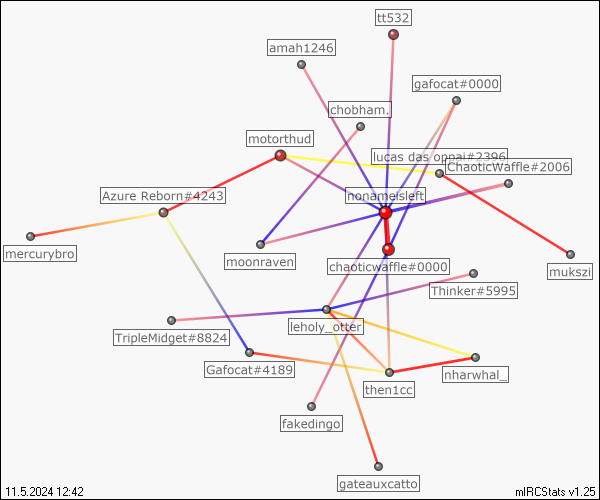 tt532
amah1246
gafocat#0000
chobham.
motorthud
lucas das oppai#2396
ChaoticWaffle#2006
Azure Reborn#4243
nonameisleft
mercurybro
moonraven
chaoticwaffle#0000
mukszi
Thinker#5995
leholy_otter
TripleMidget#8824
Gafocat#4189
nharwhal_
then1cc
fakedingo
gateauxcatto
11.5.2024 12:42
mIRCStats v1.25